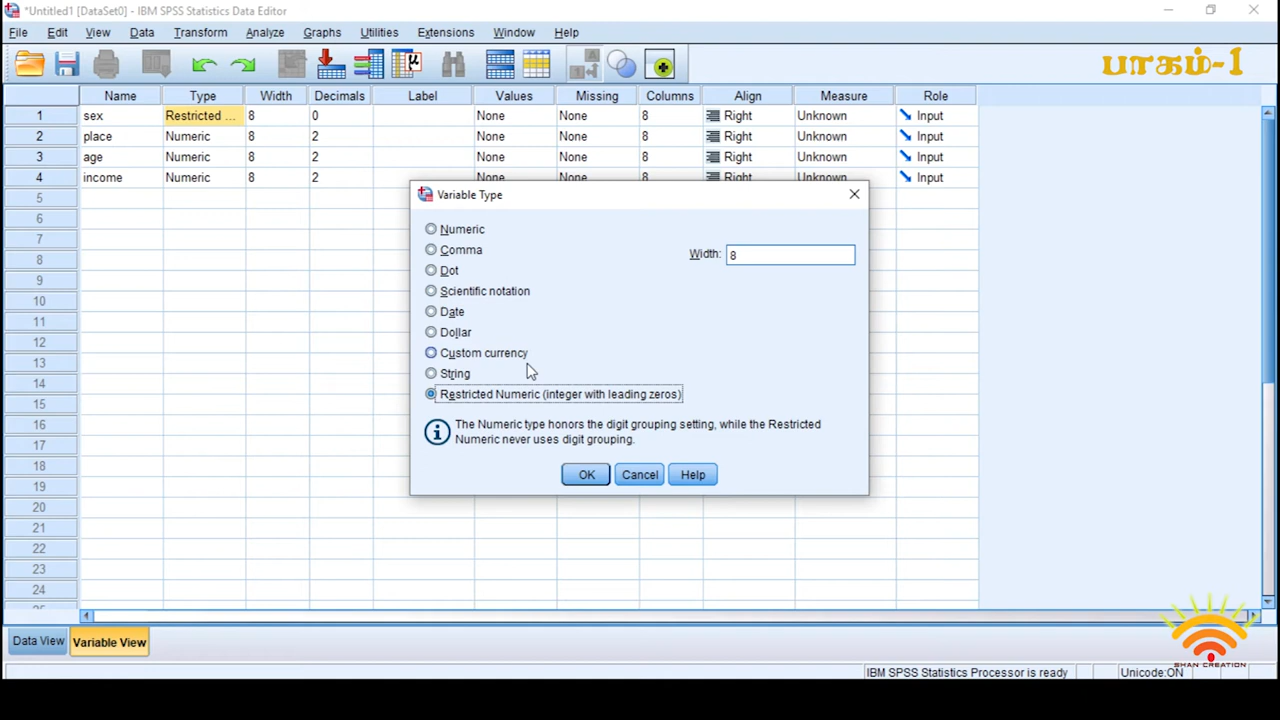 *Untitled1 [DataSet0] - IBM SPSS Statistics Data Editor
File Edit View Data Transform Analyze Graphs Utilities Extensions Window Help
பாகம்-1
Name Type Width Decimals Label Values Missing Columns Align Measure Role
1 sex Restricted ... 8 0 None None 8 Right Unknown Input
2 place Numeric 8 2 None None 8 Right Unknown Input
3 age Numeric 8 2 None None 8 Right Unknown Input
4 income Numeric 8 2 None None 8 Right Unknown Input
5
6
7
8
9
10
11
12
13
14
15
16
17
18
19
20
21
22
23
24
Variable Type
Numeric
Width: 8
Comma
Dot
Scientific notation
Date
Dollar
Custom currency
String
Restricted Numeric (integer with leading zeros)
The Numeric type honors the digit grouping setting, while the Restricted
Numeric never uses digit grouping.
OK Cancel Help
Data View Variable View
SHAN CREATION
IBM SPSS Statistics Processor is ready Unicode:ON